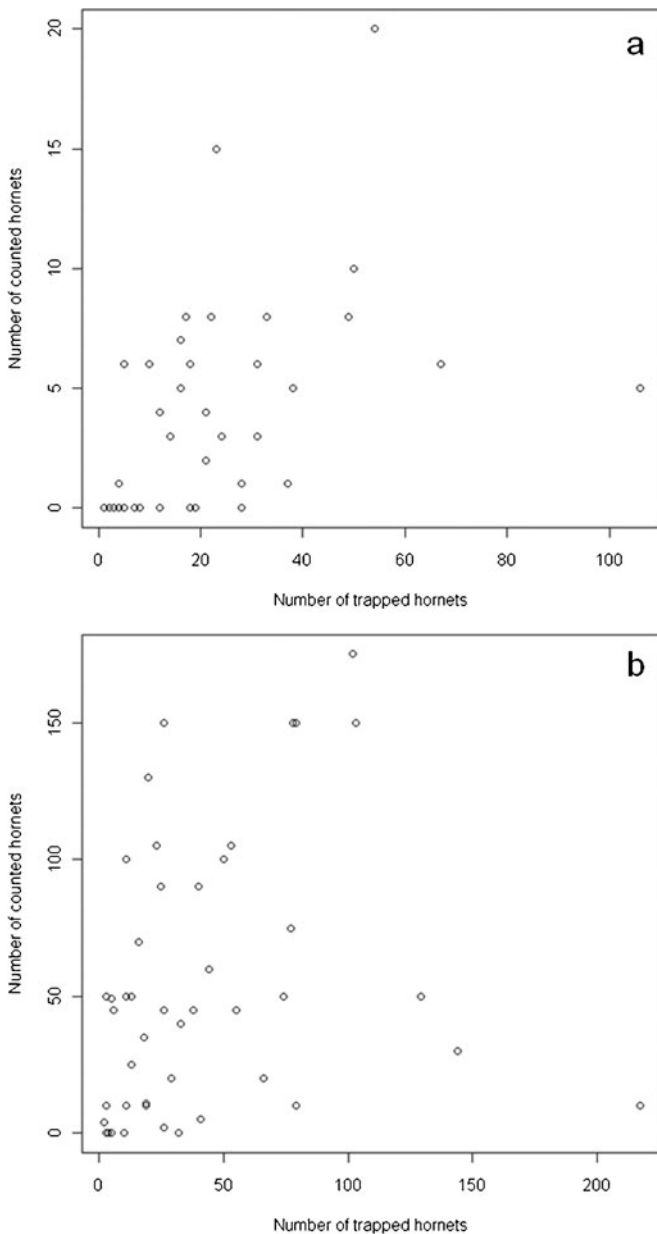 a
20
15
10
5
0
Number of counted hornets
0 20 40 60 80 100
Number of trapped hornets
b
150
100
50
0
Number of counted hornets
0 50 100 150 200
Number of trapped hornets